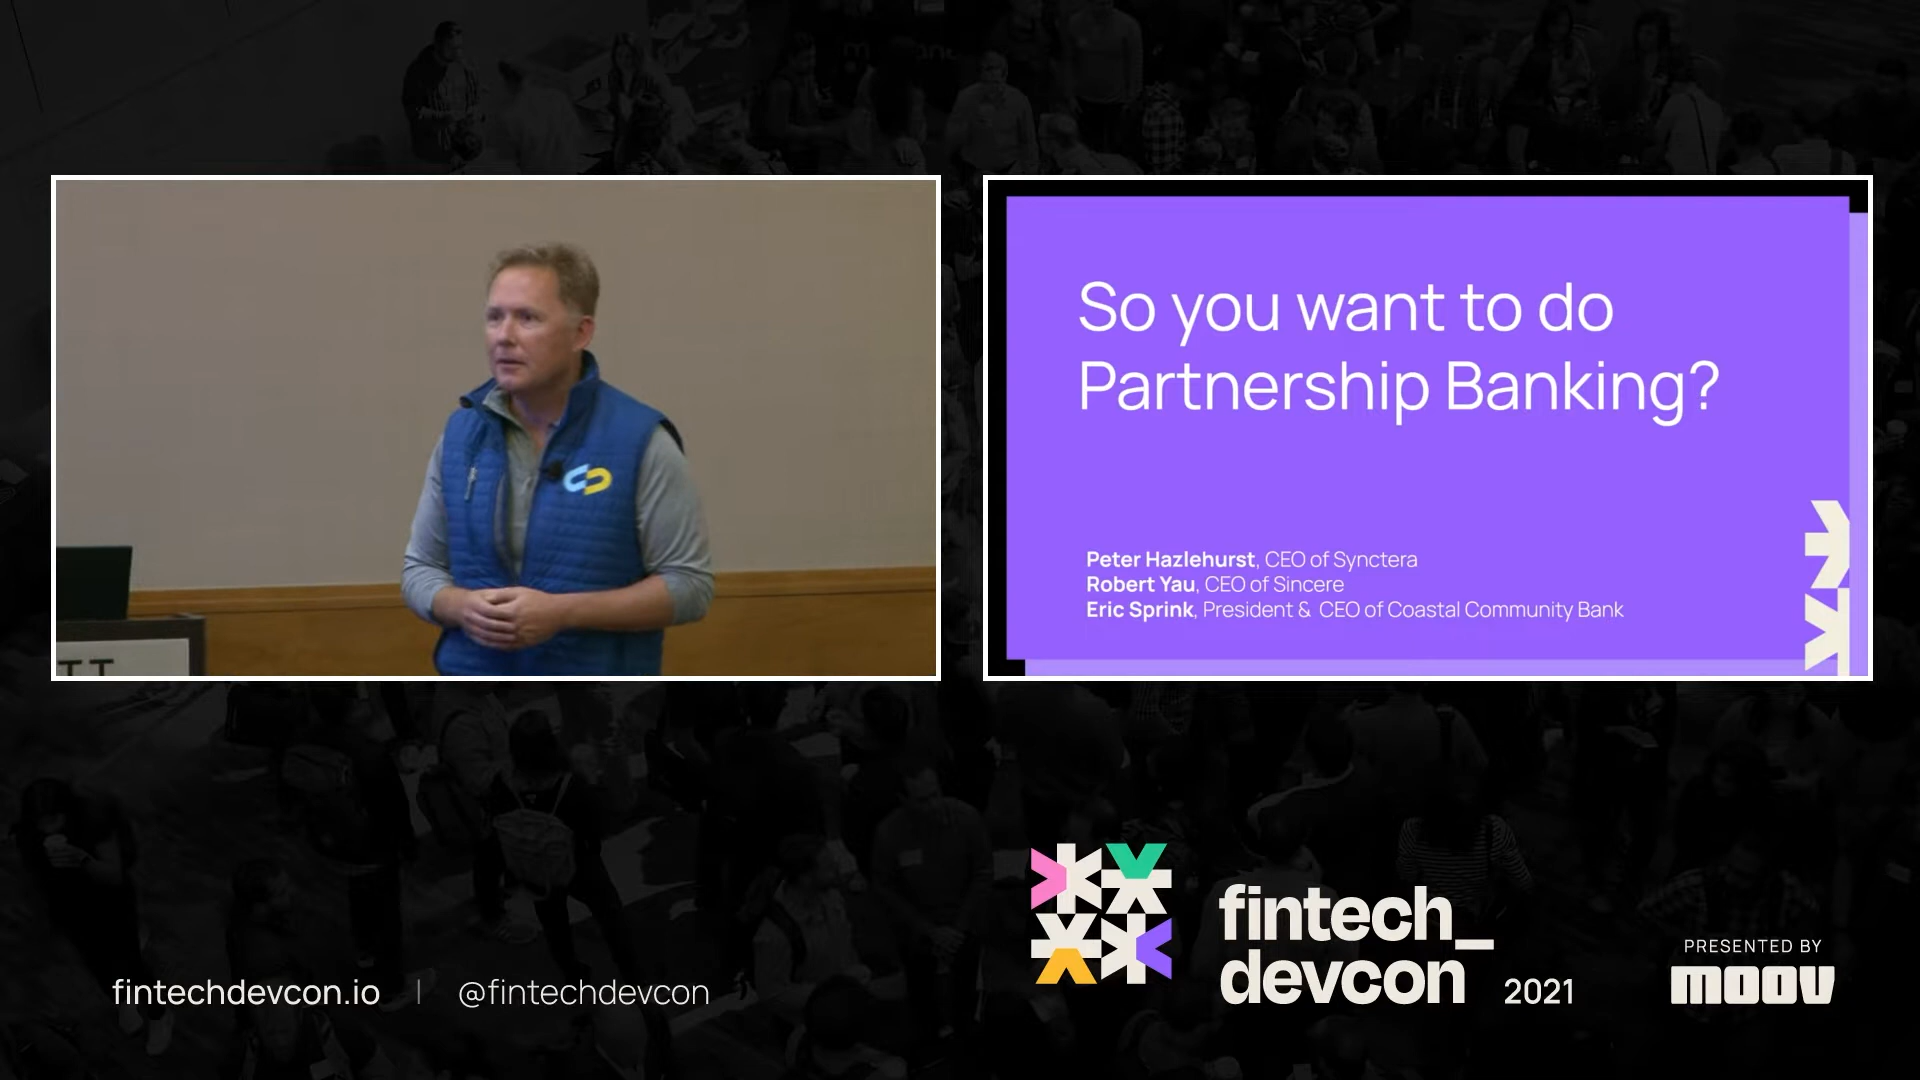 So you want to do
Partnership Banking?
Peter Hazlehurst, CEO of Synctera
Robert Yau, CEO of Sincere
Eric Sprink, President & CEO of Coastal Community Bank
fintechdevcon.io | @fintechdevcon
fintech_
devcon 2021
PRESENTED BY
moov